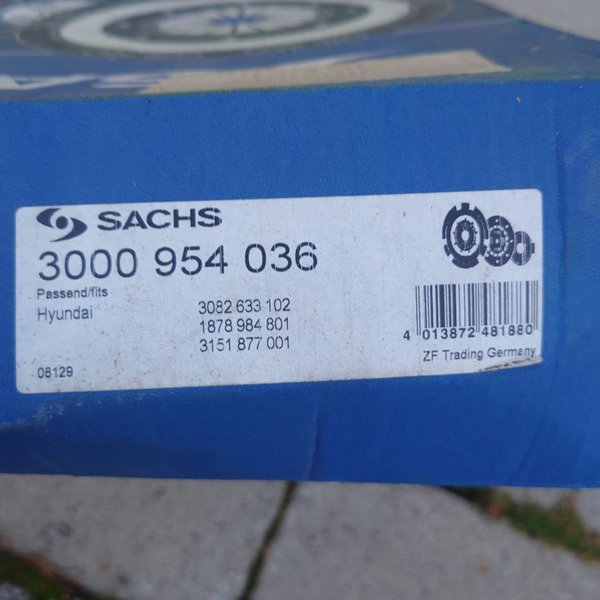 SACHS
3000 954 036
Passend/fits
Hyundai 3082 633 102
1878 984 801
3151 877 001
08129
4 013872 481880
ZF Trading Germany